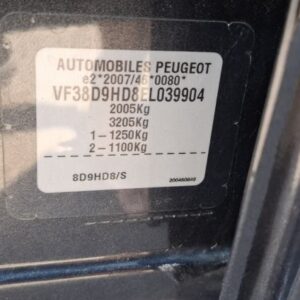 AUTOMOBILES PEUGEOT
e2*2007/46*0080*
VF38D9HD8EL039904
2005Kg
3205Kg
1-1250Kg
2-1100Kg
8D9HD8/S